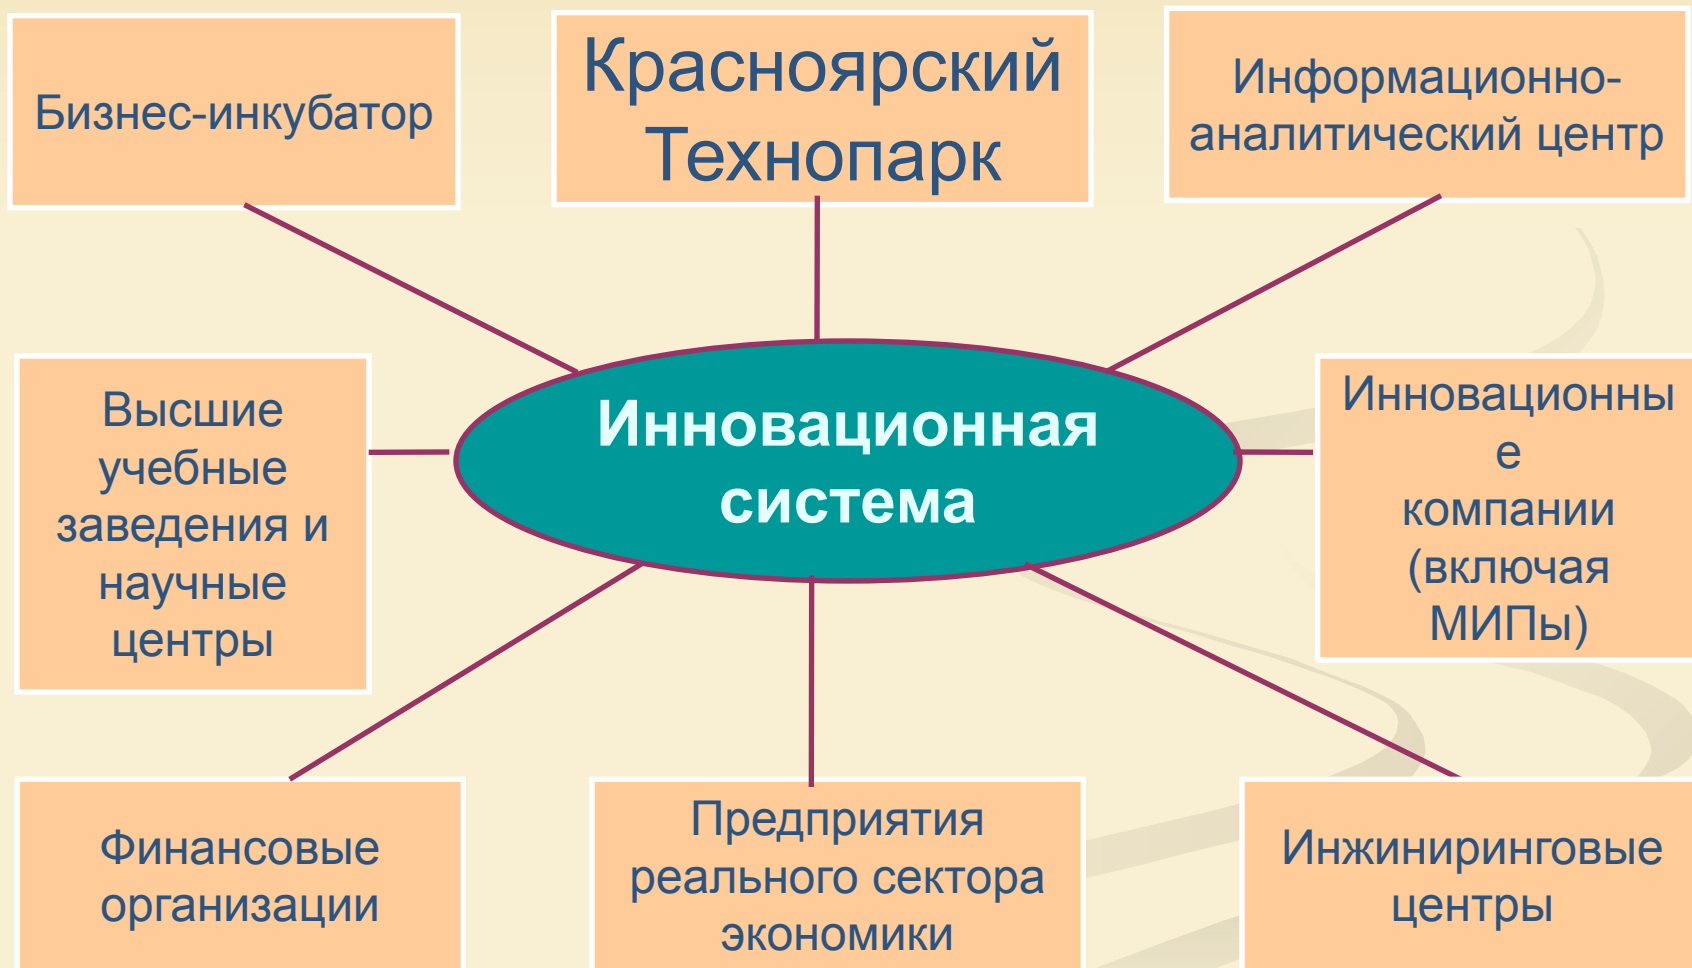 Бизнес-инкубатор
Красноярский
Технопарк
Информационно-
аналитический центр
Высшие
учебные
заведения и
научные
центры
Инновационная
система
Инновационны
е
компании
(включая
МИПы)
Финансовые
организации
Предприятия
реального сектора
экономики
Инжиниринговые
центры